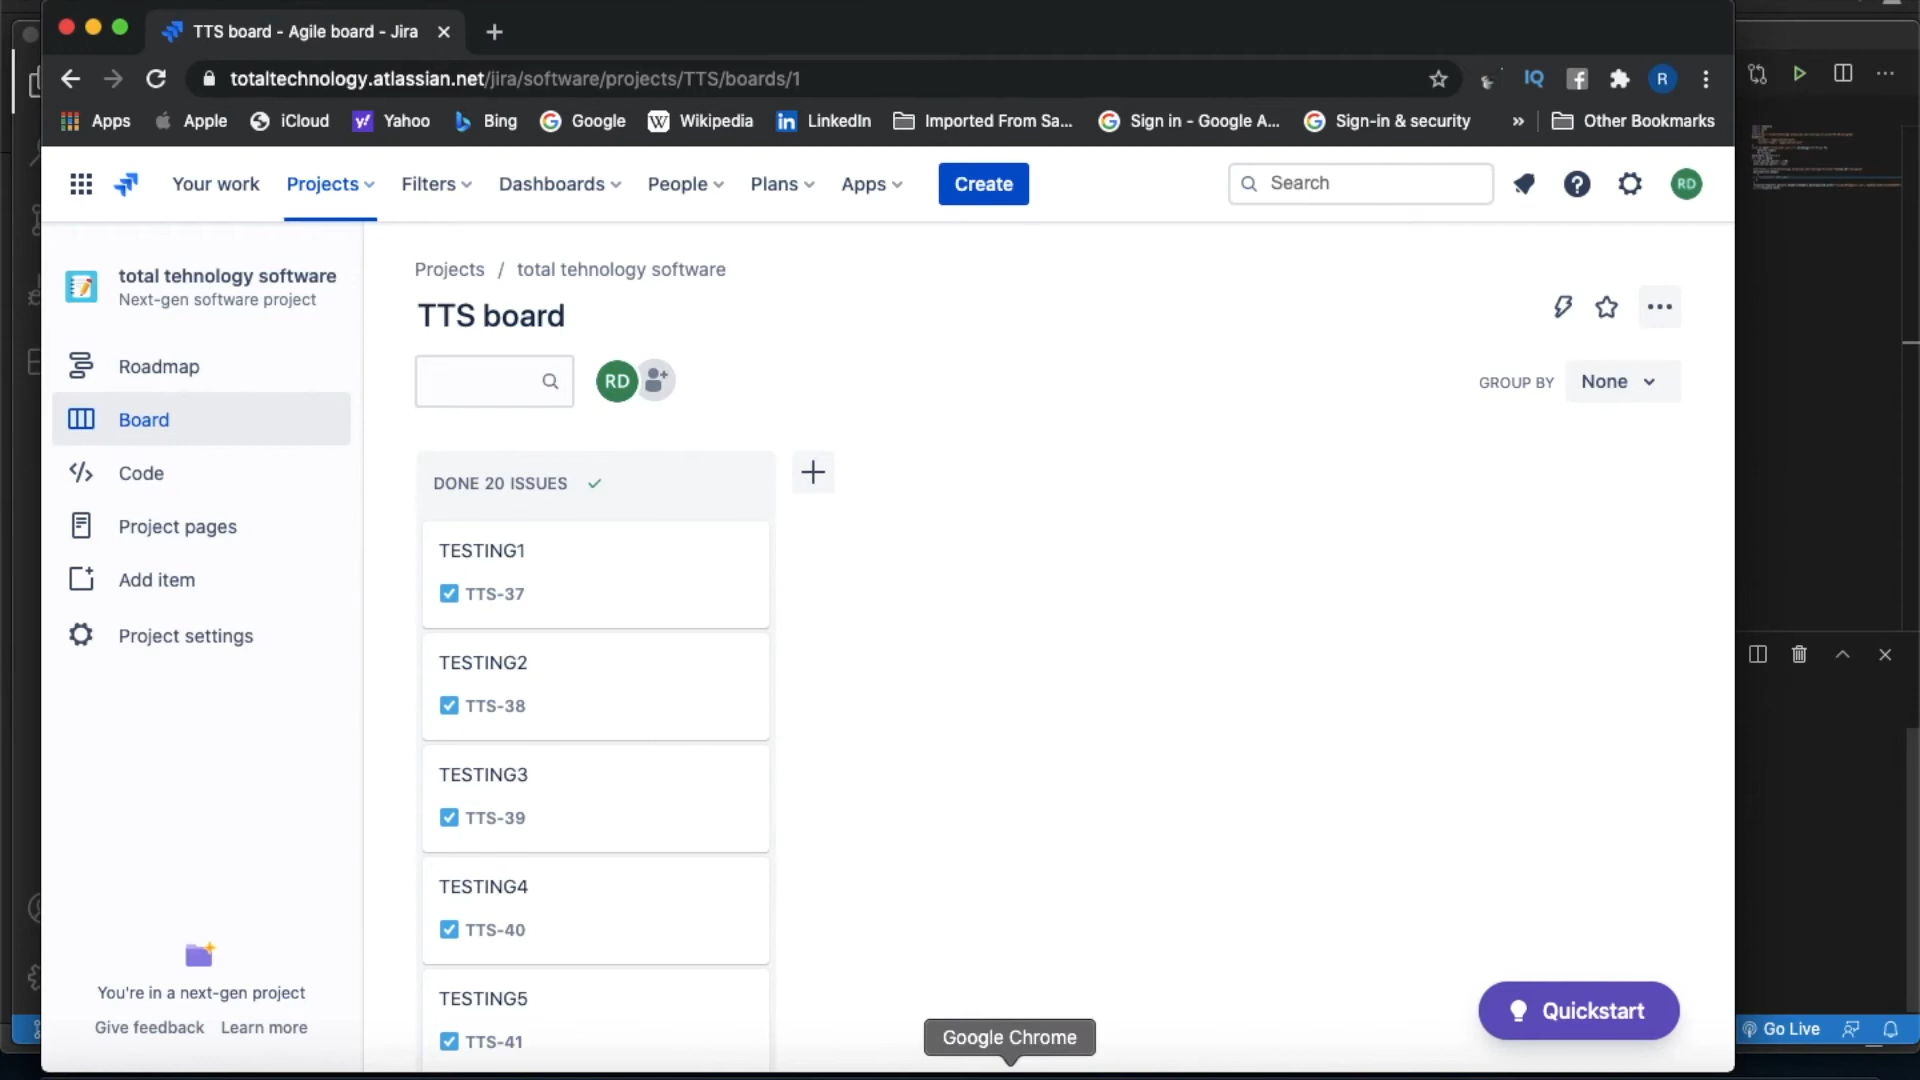 TTS board - Agile board - Jira
totaltechnology.atlassian.net/jira/software/projects/TTS/boards/1
IQ
R
Apps
Apple
iCloud
Yahoo
Bing
Google
Wikipedia
LinkedIn
Imported From Sa...
Sign in - Google A...
Sign-in & security
»
Other Bookmarks
Your work
Projects
Filters
Dashboards
People
Plans
Apps
Create
Search
RD
total tehnology software
Next-gen software project
Roadmap
Board
Code
Project pages
Add item
Project settings
You're in a next-gen project
Give feedback Learn more
Projects / total tehnology software
TTS board
RD
GROUP BY None
DONE 20 ISSUES
TESTING1
TTS-37
TESTING2
TTS-38
TESTING3
TTS-39
TESTING4
TTS-40
TESTING5
TTS-41
Quickstart
Google Chrome
Go Live